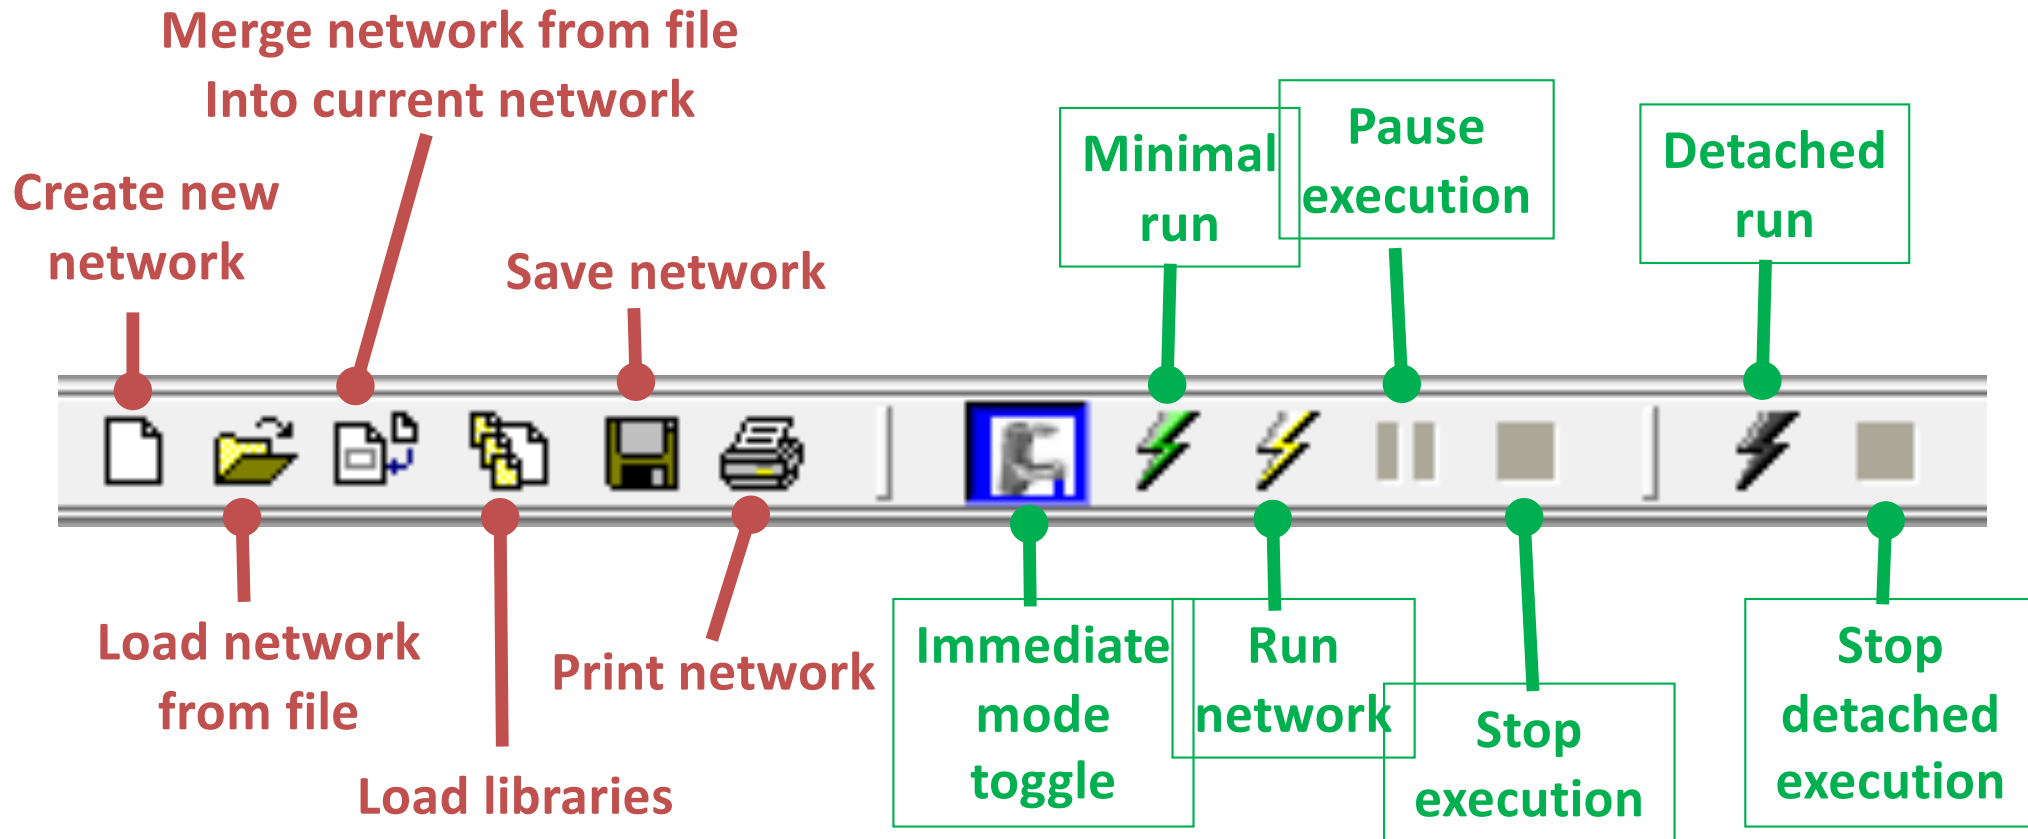 Merge network from file
Into current network
Create new
network
Save network
Minimal
run
Pause
execution
Detached
run
Load network
from file
Load libraries
Print network
Immediate
mode
toggle
Run
network
Stop
execution
Stop
detached
execution